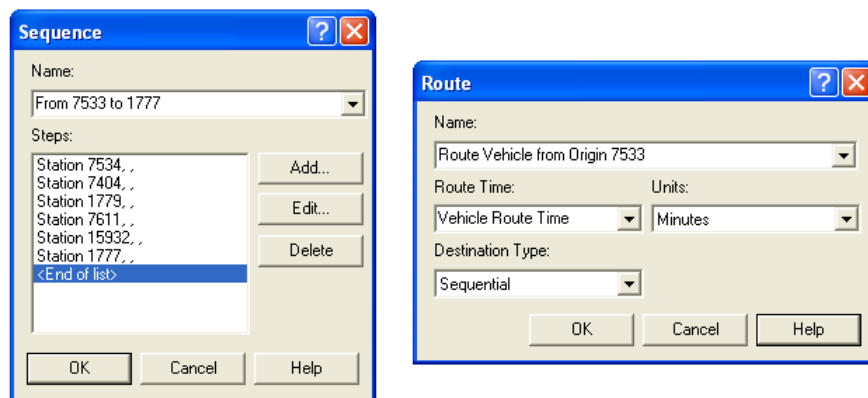 Sequence
Name:
From 7533 to 1777
Steps:
Station 7534, ,
Station 7404, ,
Station 1779, ,
Station 7611, ,
Station 15932, ,
Station 1777, ,
<End of list>
Add...
Edit...
Delete
OK Cancel Help
Route
Name:
Route Vehicle from Origin 7533
Route Time: Units:
Vehicle Route Time Minutes
Destination Type:
Sequential
OK Cancel Help